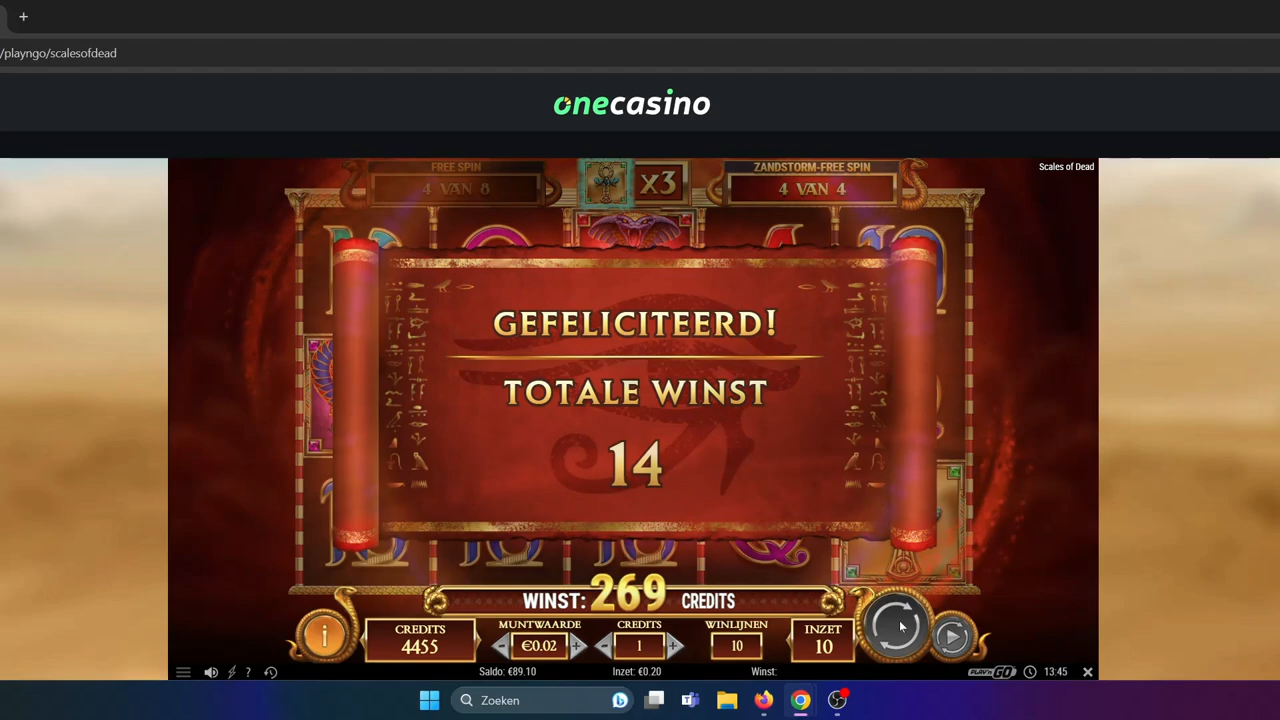 +
/playngo/scalesofdead
onecasino
FREE SPIN
4 VAN 8
x3
ZANDSTORM-FREE SPIN
4 VAN 4
Scales of Dead
GEFELICITEERD!
TOTALE WINST
14
WINST: 269 CREDITS
CREDITS
4455
MUNTWAARDE
- €0.02 +
CREDITS
- 1 +
WINLIJNEN
10
INZET
10
Saldo: €89.10
Inzet: €0.20
Winst:
PLAY'N GO
13:45
Zoeken